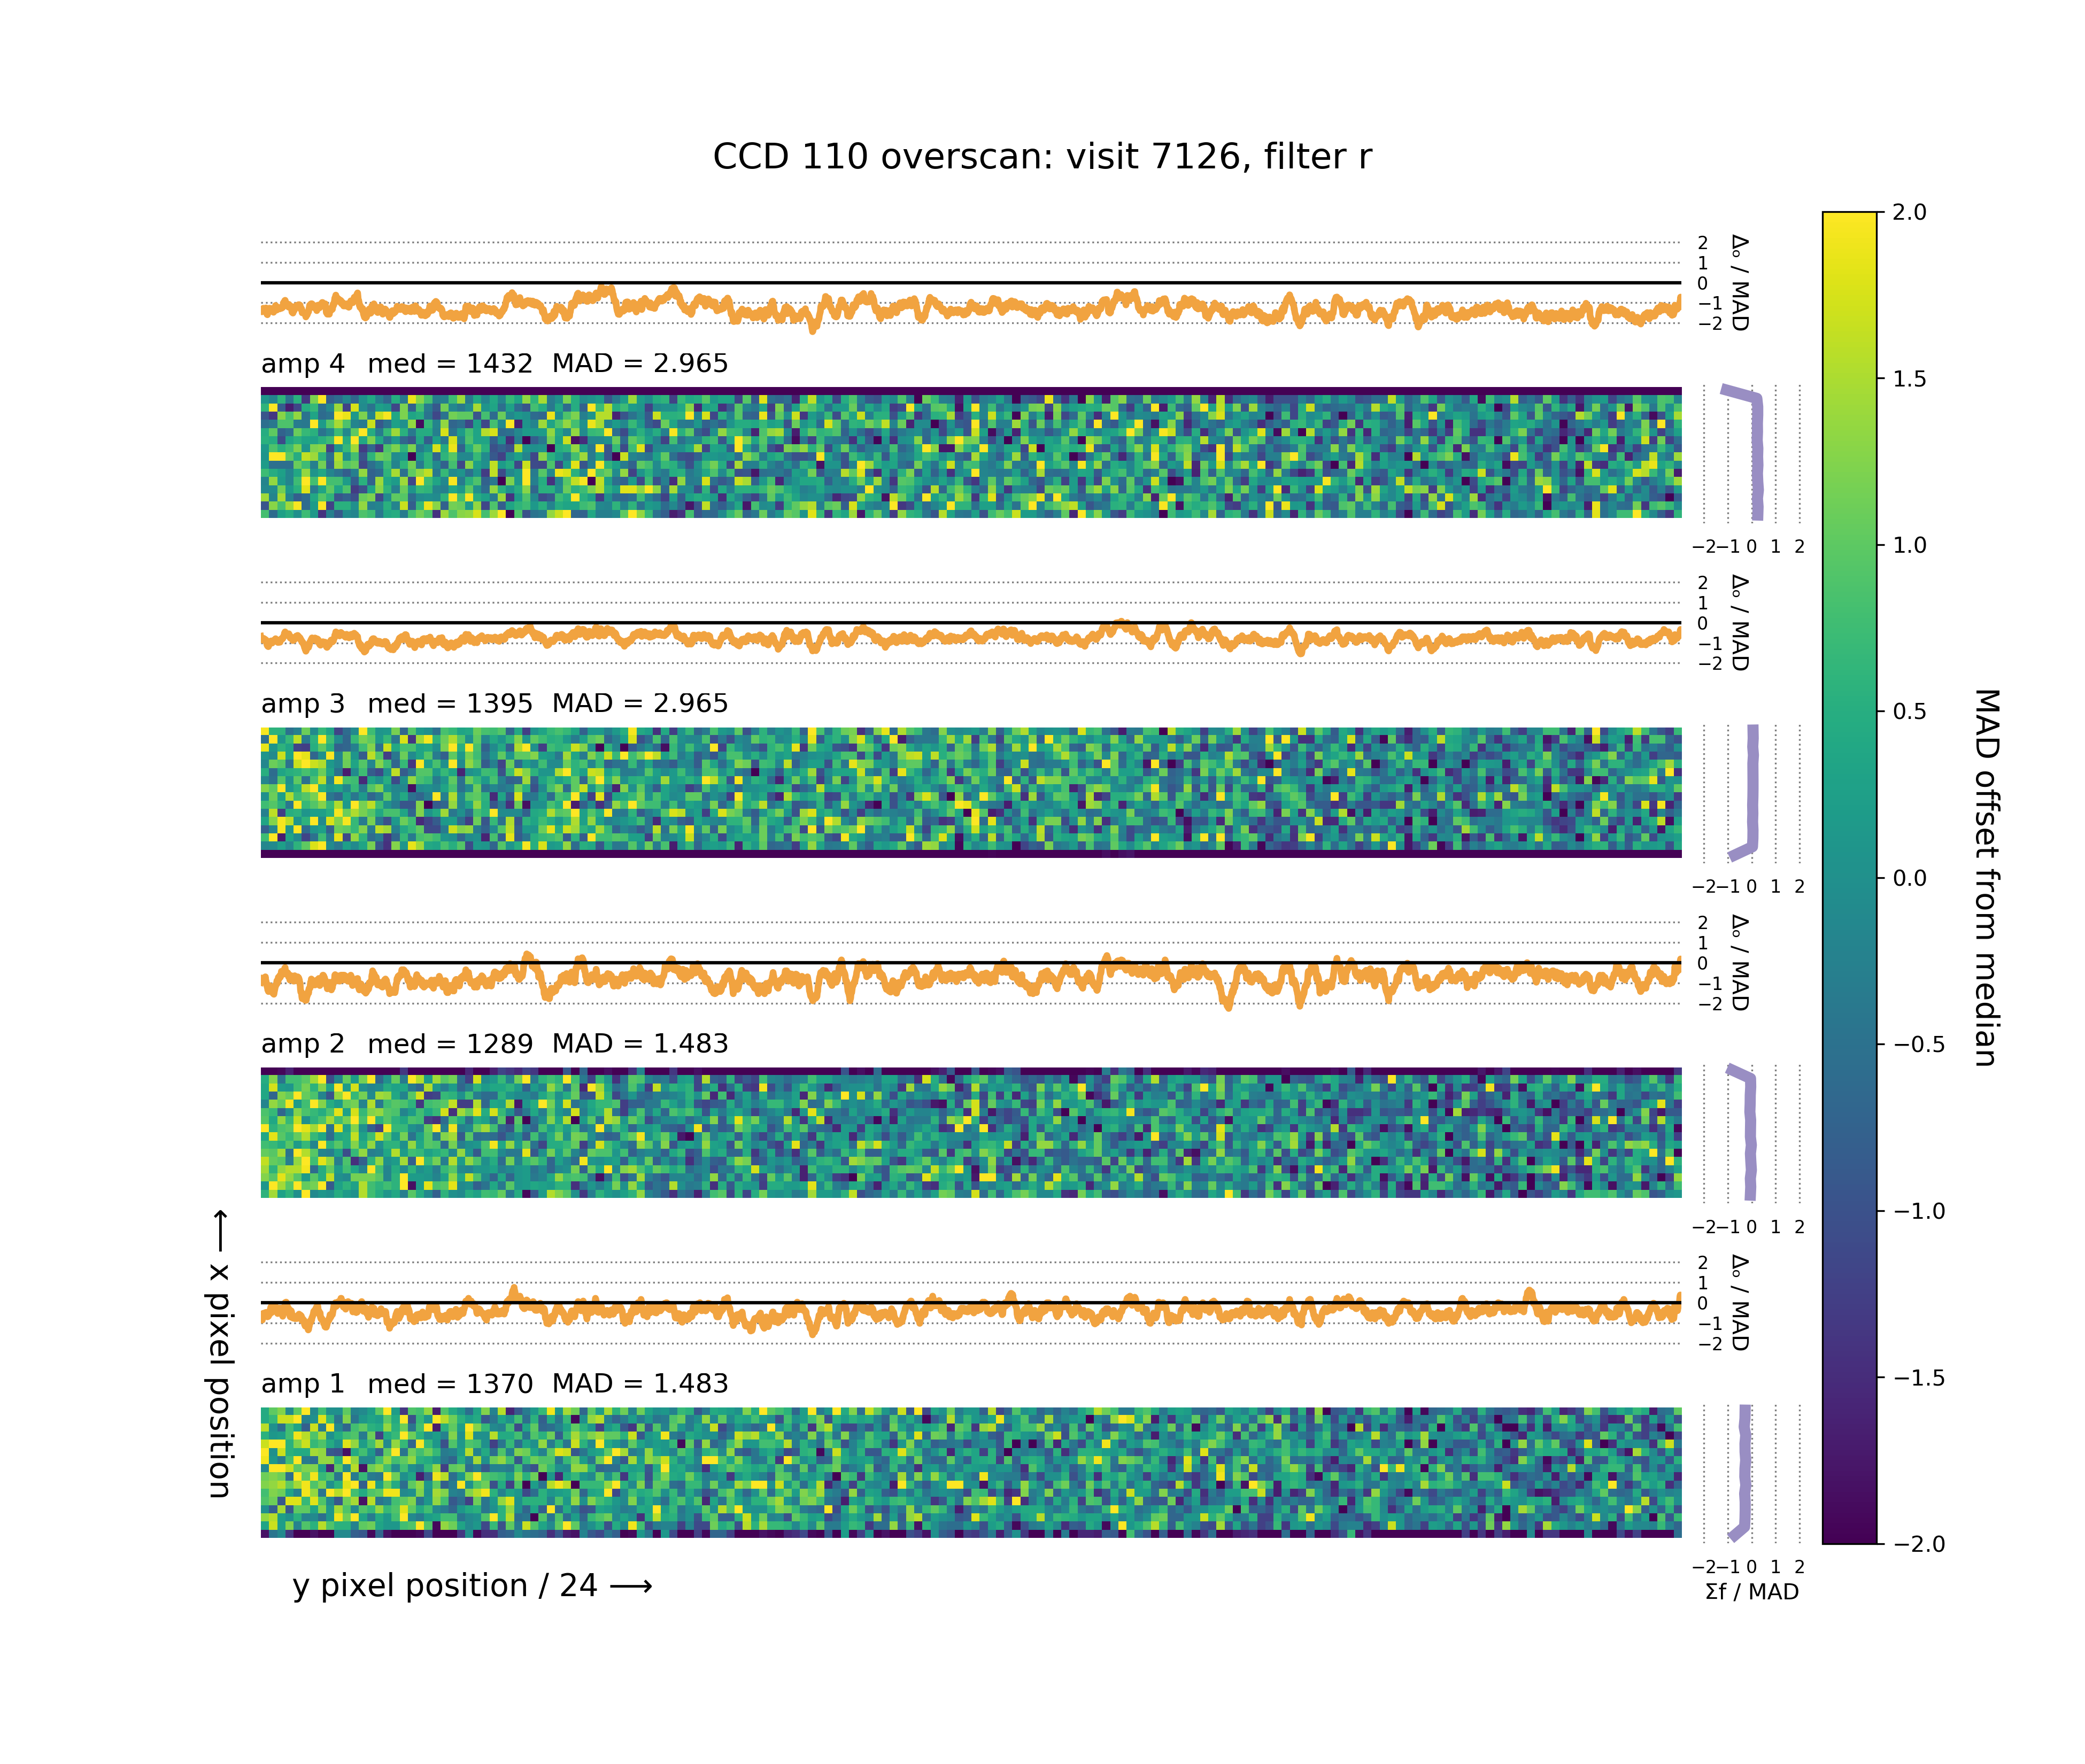 CCD 110 overscan: visit 7126, filter r
2
1
0
−1
−2
Δₒ / MAD
amp 4 med = 1432 MAD = 2.965
−2 −1 0 1 2
2
1
0
−1
−2
Δₒ / MAD
amp 3 med = 1395 MAD = 2.965
−2 −1 0 1 2
2
1
0
−1
−2
Δₒ / MAD
amp 2 med = 1289 MAD = 1.483
−2 −1 0 1 2
2
1
0
−1
−2
Δₒ / MAD
amp 1 med = 1370 MAD = 1.483
−2 −1 0 1 2
Σf / MAD
⟵ x pixel position
y pixel position / 24 ⟶
2.0
1.5
1.0
0.5
0.0
−0.5
−1.0
−1.5
−2.0
MAD offset from median